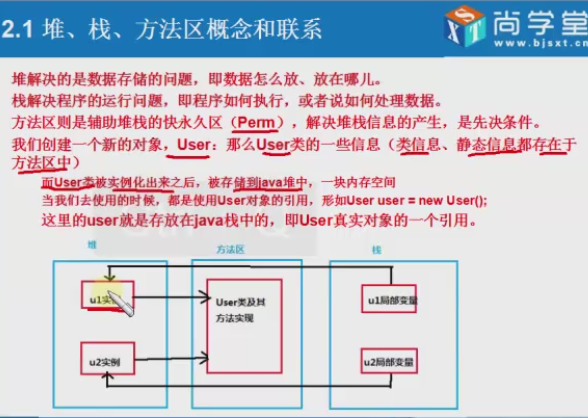 2.1 堆、栈、方法区概念和联系
尚学堂
www.bjsxt.com
堆解决的是数据存储的问题，即数据怎么放、放在哪儿。
栈解决程序的运行问题，即程序如何执行，或者说如何处理数据。
方法区则是辅助堆栈的快永久区（Perm），解决堆栈信息的产生，是先决条件。
我们创建一个新的对象，User：那么User类的一些信息（类信息、静态信息都存在于
方法区中）
而User类被实例化出来之后，被存储到java堆中，一块内存空间
当我们去使用的时候，都是使用User对象的引用，形如User user = new User();
这里的user就是存放在java栈中的，即User真实对象的一个引用。
堆
方法区
栈
u1实例
User类及其
方法实现
u1局部变量
u2实例
u2局部变量